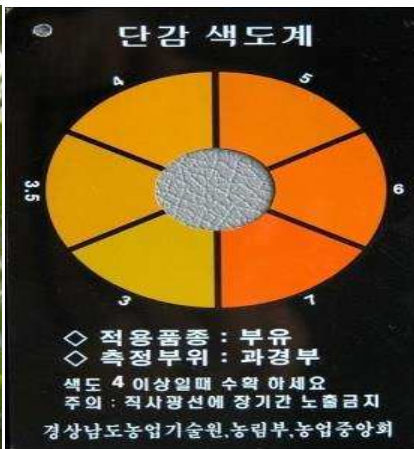 단감 색도계
4
5
3.5
6
3
7
◇ 적용품종 : 부유
◇ 측정부위 : 과경부
색도 4 이상일때 수확 하세요
주의 : 직사광선에 장기간 노출금지
경상남도농업기술원,농림부,농업중앙회